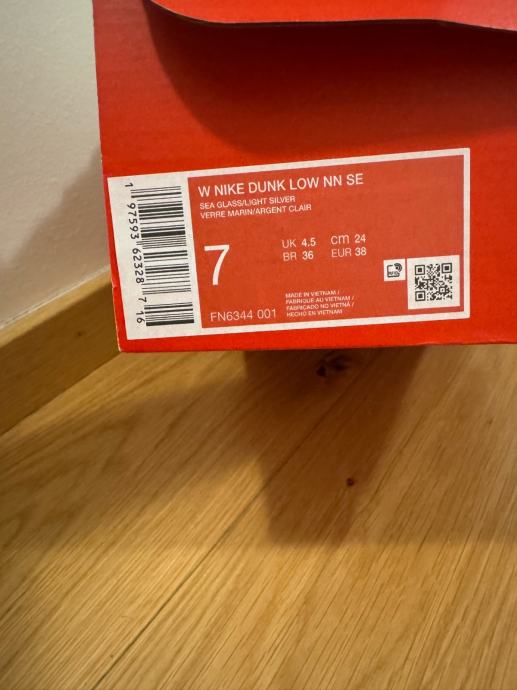 W NIKE DUNK LOW NN SE
SEA GLASS/LIGHT SILVER
VERRE MARIN/ARGENT CLAIR
7
UK 4.5 cm 24
BR 36 EUR 38
FN6344 001
MADE IN VIETNAM /
FABRIQUE AU VIETNAM /
FABRICADO NO VIETNÃ /
HECHO EN VIETNAM
1 97593 62328 7 16